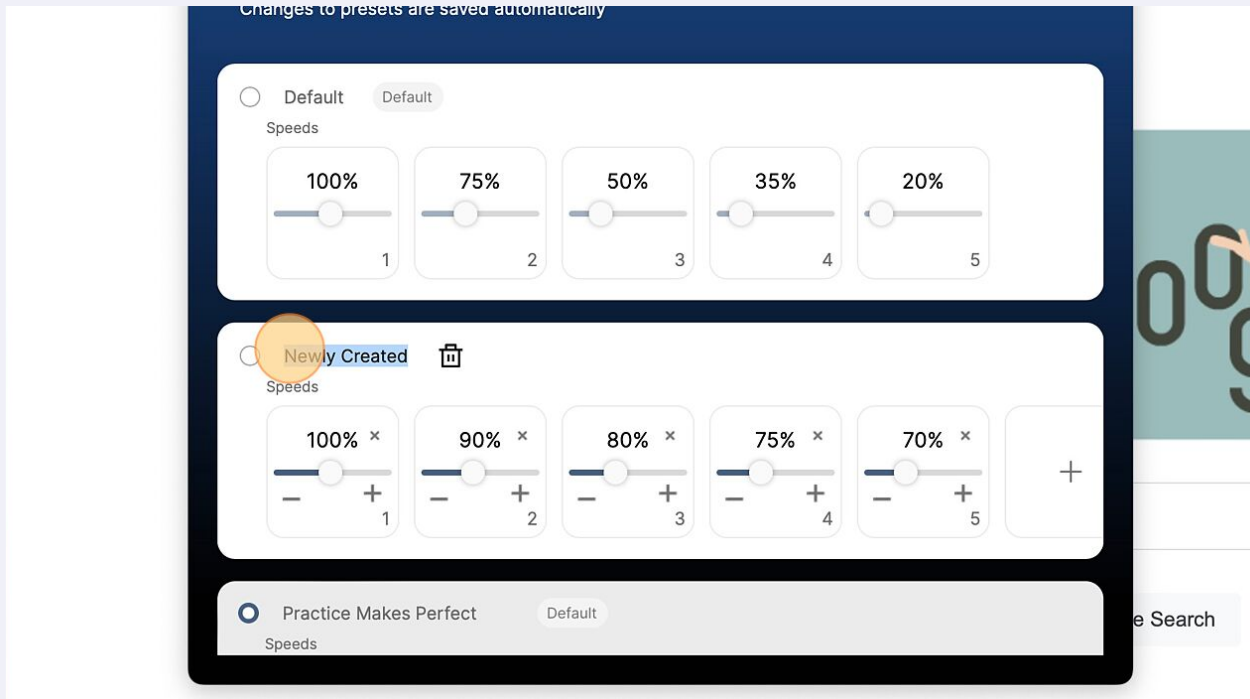 Changes to presets are saved automatically
Default Default
Speeds
100% 75% 50% 35% 20%
1 2 3 4 5
Newly Created
Speeds
100% × 90% × 80% × 75% × 70% ×
− + − + − + − + − + +
1 2 3 4 5
Practice Makes Perfect Default
Speeds
Search